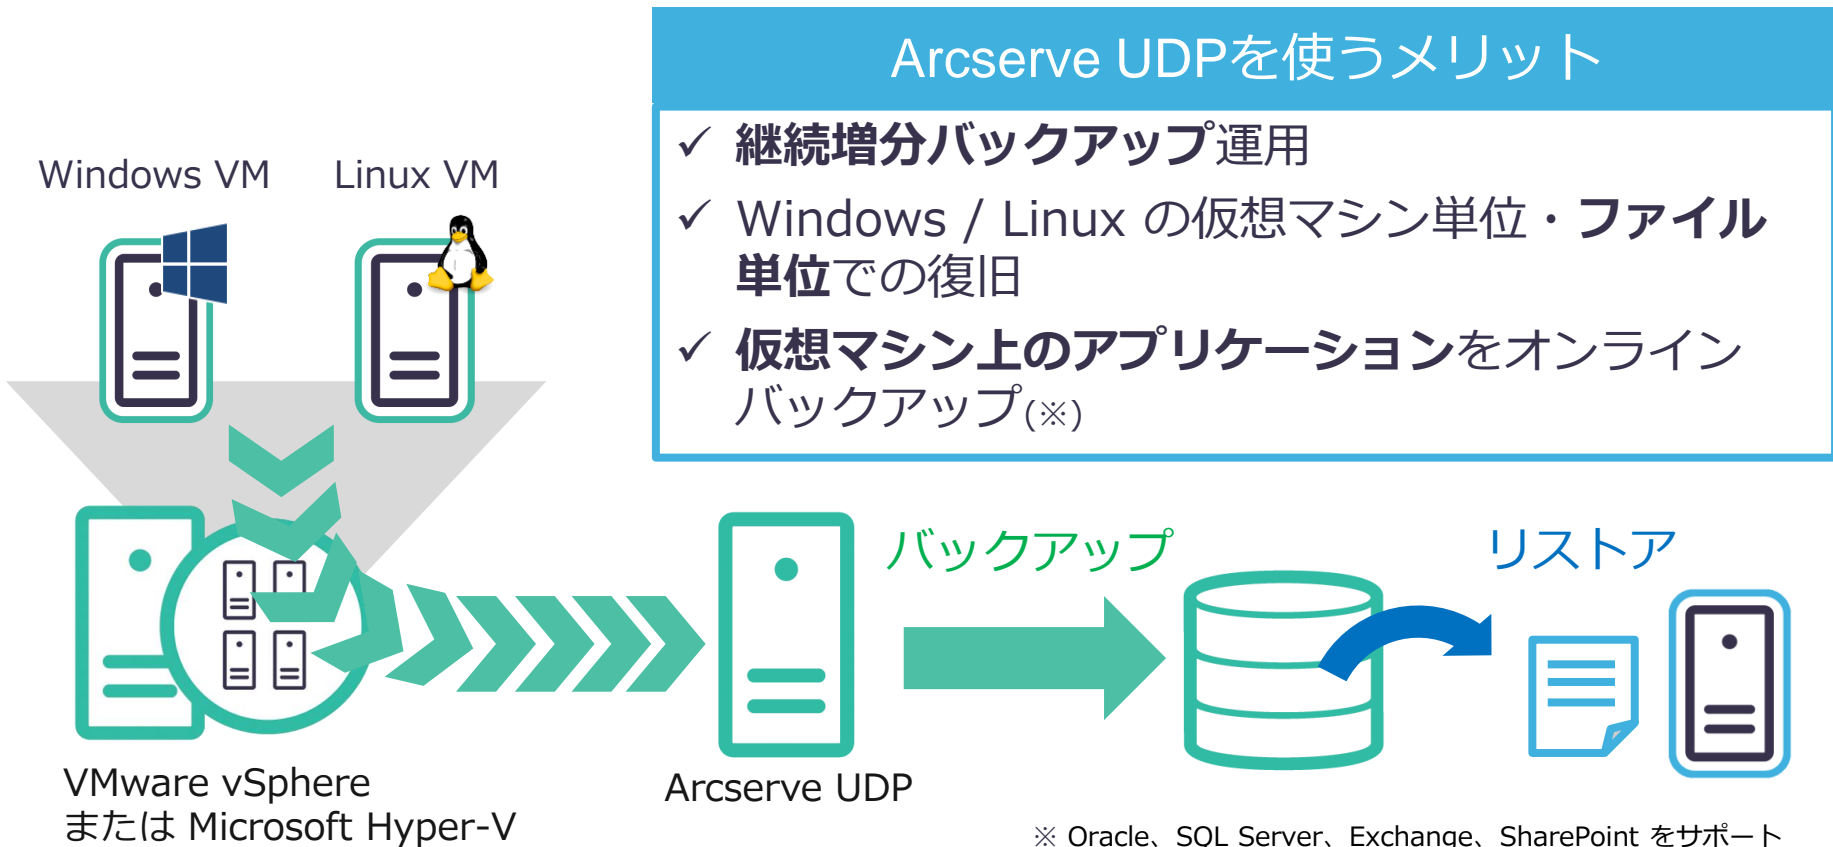 Arcserve UDPを使うメリット
✓ 継続増分バックアップ運用
✓ Windows / Linux の仮想マシン単位・ファイル
単位での復旧
✓ 仮想マシン上のアプリケーションをオンライン
バックアップ(※)
Windows VM
Linux VM
バックアップ
リストア
VMware vSphere
または Microsoft Hyper-V
Arcserve UDP
※ Oracle、SQL Server、Exchange、SharePoint をサポート